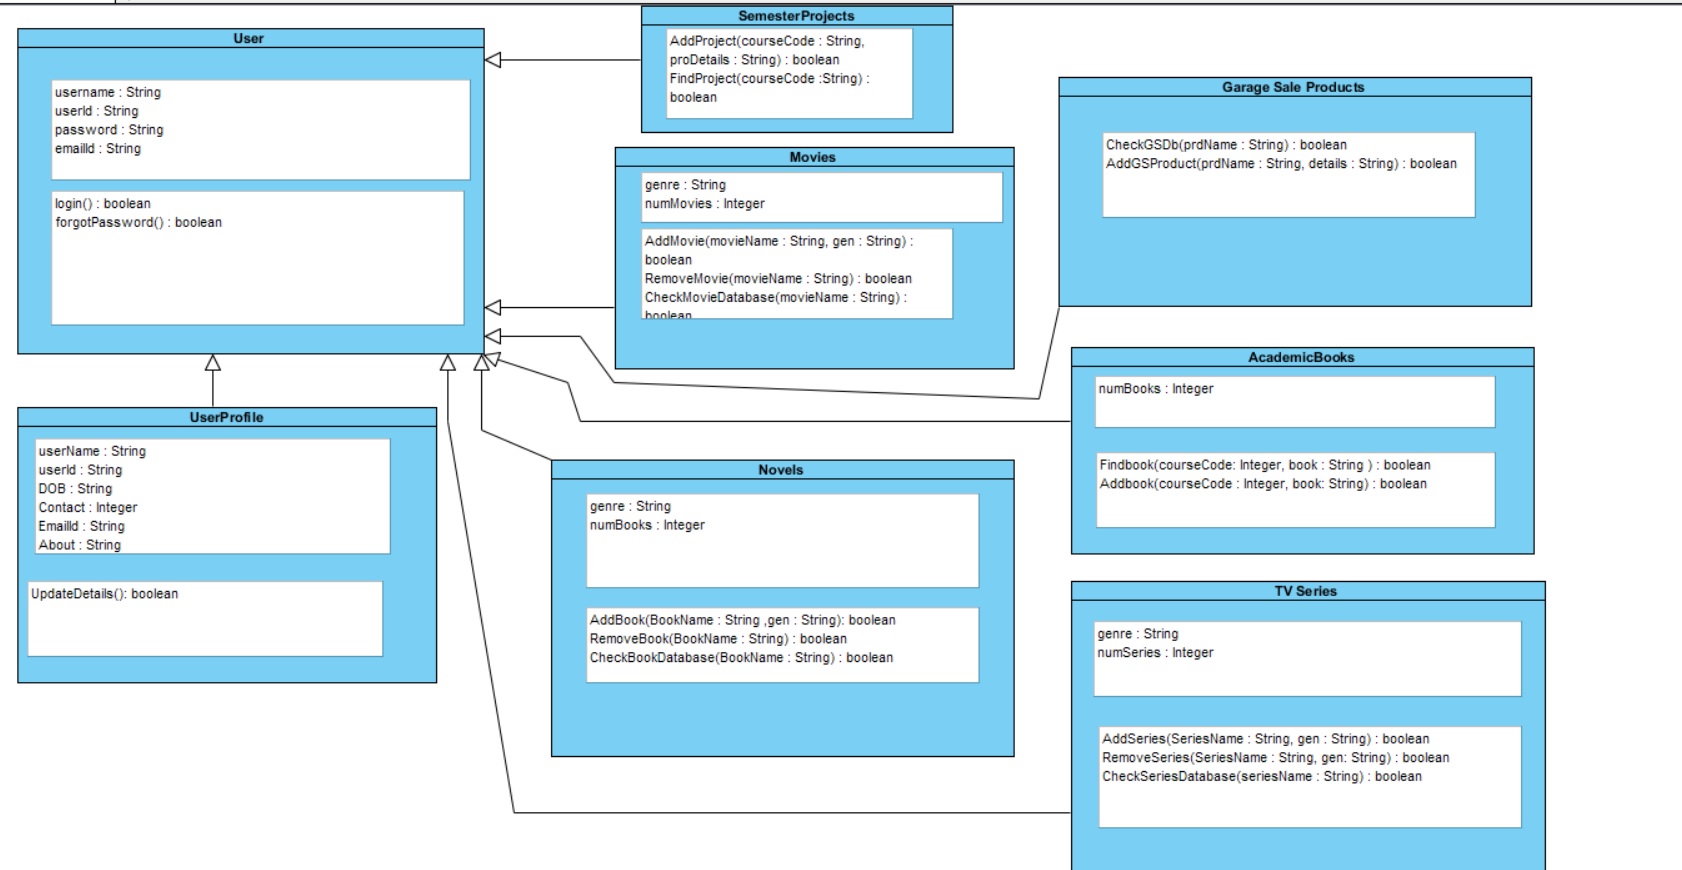 User
username : String
userId : String
password : String
emailId : String
login() : boolean
forgotPassword() : boolean
SemesterProjects
AddProject(courseCode : String,
proDetails : String) : boolean
FindProject(courseCode :String) :
boolean
Movies
genre : String
numMovies : Integer
AddMovie(movieName : String, gen : String) :
boolean
RemoveMovie(movieName : String) : boolean
CheckMovieDatabase(movieName : String) :
boolean
Garage Sale Products
CheckGSDb(prdName : String) : boolean
AddGSProduct(prdName : String, details : String) : boolean
AcademicBooks
numBooks : Integer
Findbook(courseCode: Integer, book : String ) : boolean
Addbook(courseCode : Integer, book: String) : boolean
UserProfile
userName : String
userId : String
DOB : String
Contact : Integer
EmailId : String
About : String
UpdateDetails(): boolean
Novels
genre : String
numBooks : Integer
AddBook(BookName : String ,gen : String): boolean
RemoveBook(BookName : String) : boolean
CheckBookDatabase(BookName : String) : boolean
TV Series
genre : String
numSeries : Integer
AddSeries(SeriesName : String, gen : String) : boolean
RemoveSeries(SeriesName : String, gen: String) : boolean
CheckSeriesDatabase(seriesName : String) : boolean